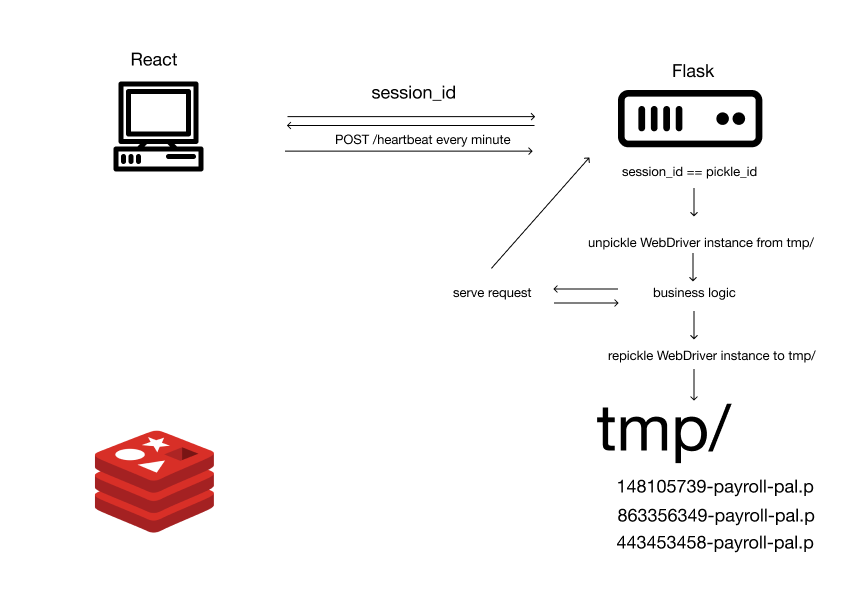 React
Flask
session_id
POST /heartbeat every minute
session_id == pickle_id
unpickle WebDriver instance from tmp/
serve request
business logic
repickle WebDriver instance to tmp/
tmp/
148105739-payroll-pal.p
863356349-payroll-pal.p
443453458-payroll-pal.p